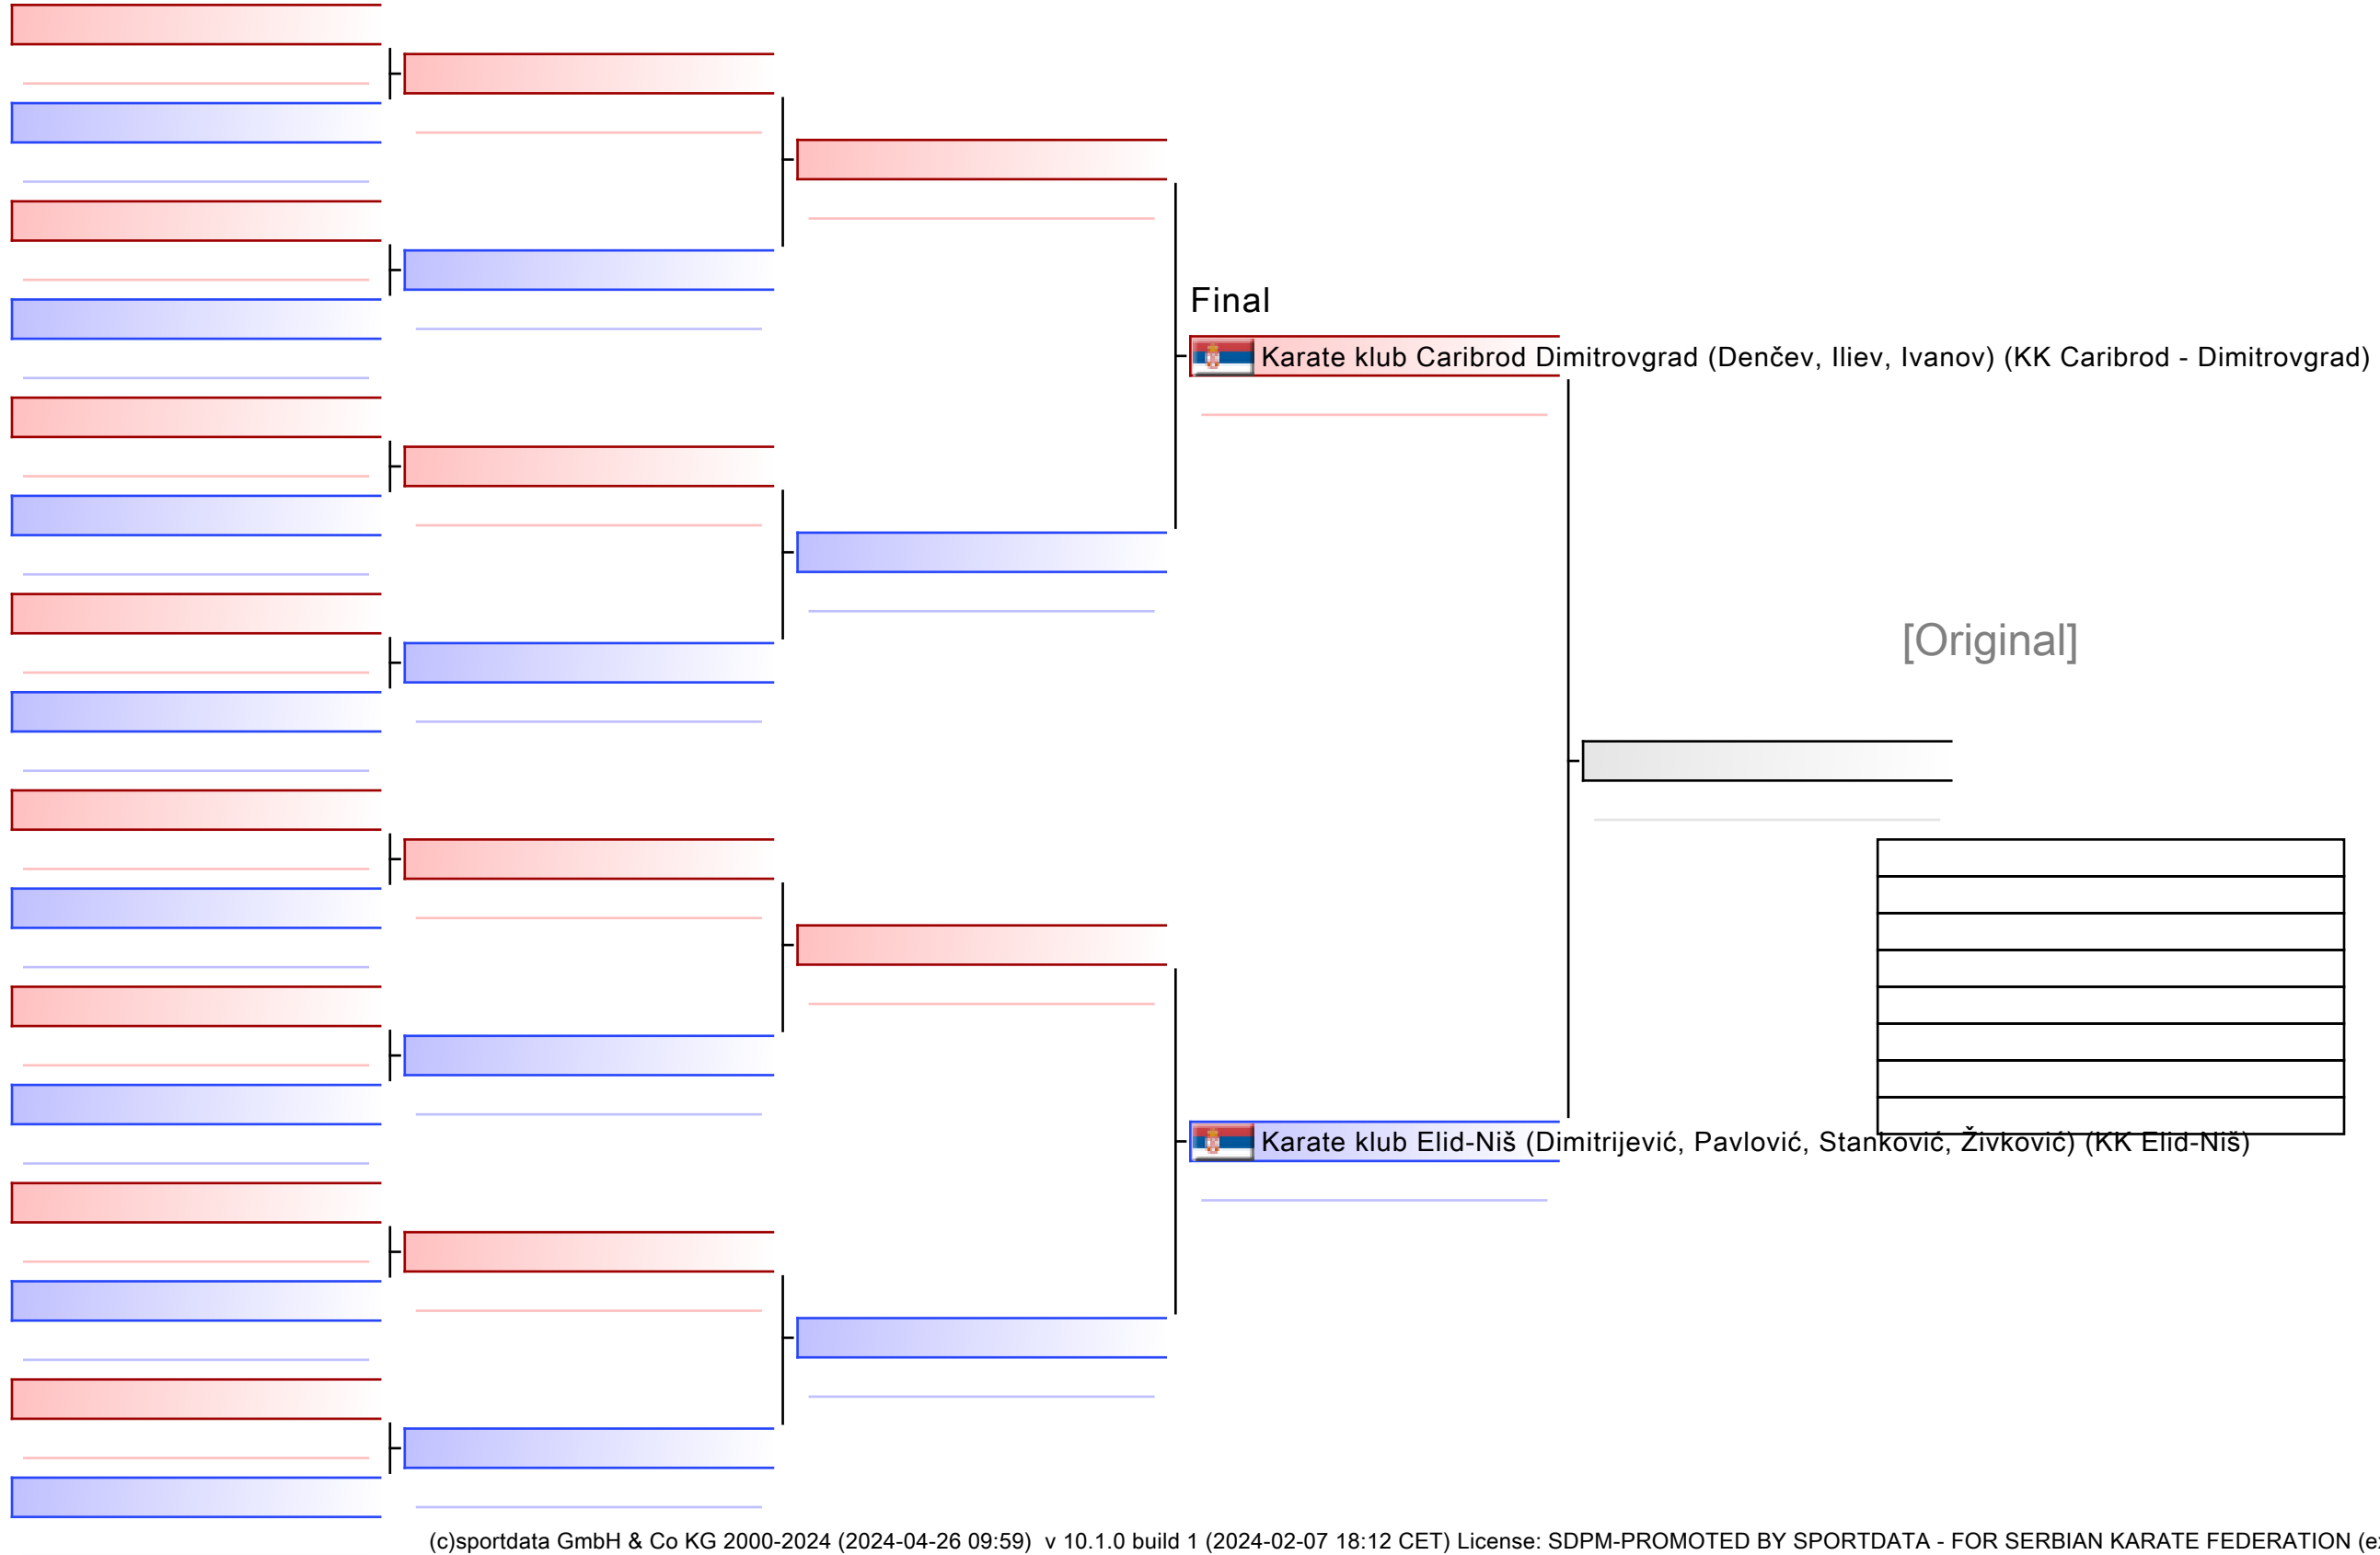 Final
Karate klub Caribrod Dimitrovgrad (Denčev, Iliev, Ivanov) (KK Caribrod - Dimitrovgrad)
[Original]
Karate klub Elid-Niš (Dimitrijević, Pavlović, Stanković, Živković) (KK Elid-Niš)
(c)sportdata GmbH & Co KG 2000-2024 (2024-04-26 09:59) v 10.1.0 build 1 (2024-02-07 18:12 CET) License: SDPM-PROMOTED BY SPORTDATA - FOR SERBIAN KARATE FEDERATION